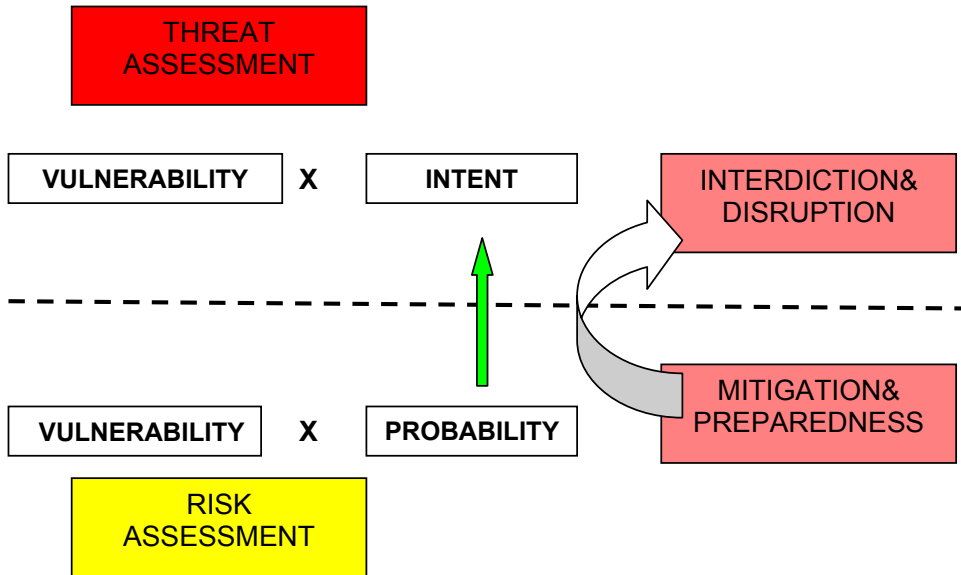 THREAT
ASSESSMENT
VULNERABILITY X INTENT
INTERDICTION&
DISRUPTION
VULNERABILITY X PROBABILITY
MITIGATION&
PREPAREDNESS
RISK
ASSESSMENT